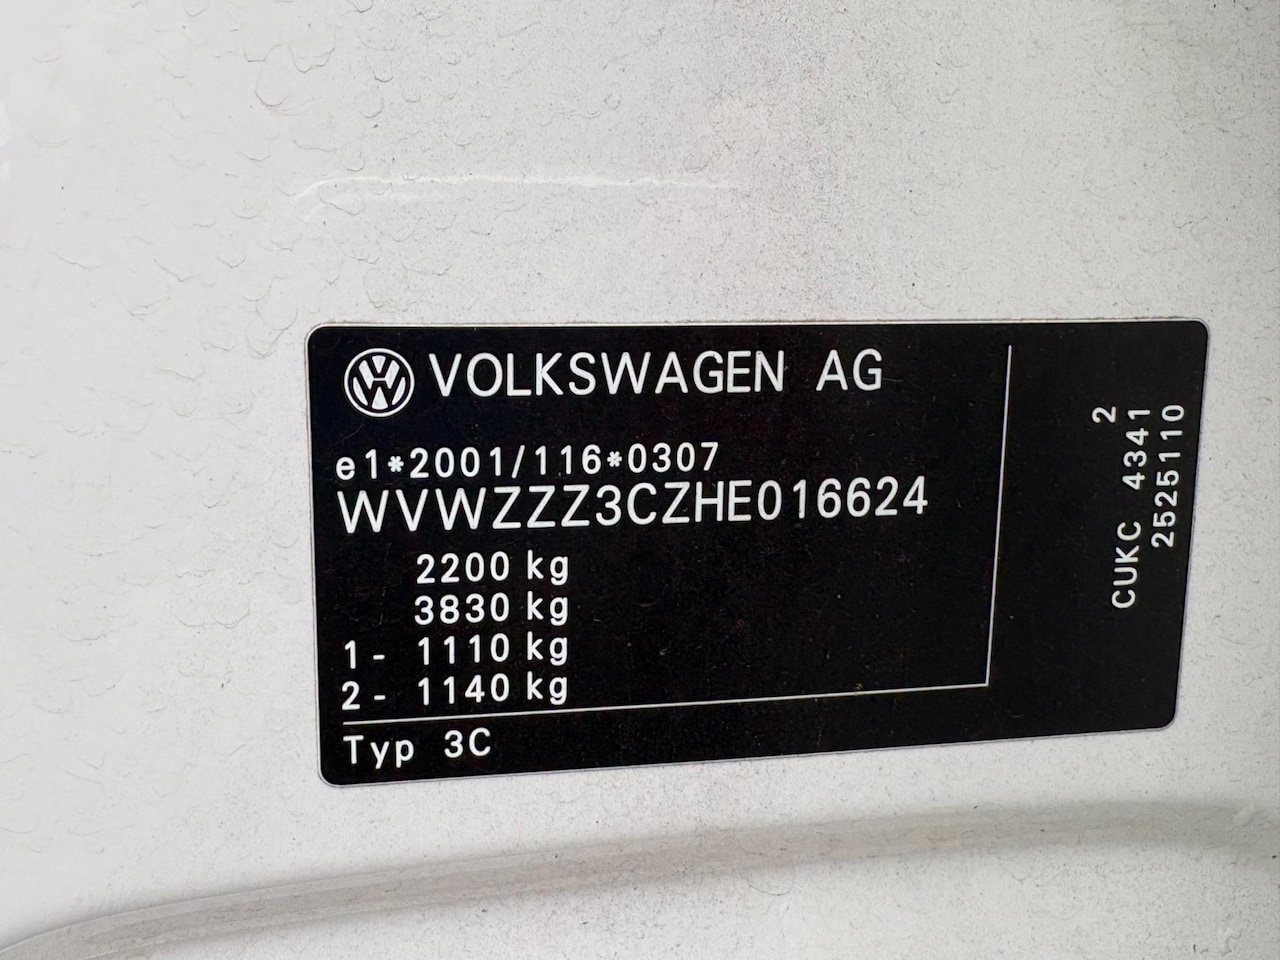 VOLKSWAGEN AG
e1*2001/116*0307
WVWZZZ3CZHE016624
2200 kg
3830 kg
1- 1110 kg
2- 1140 kg
Typ 3C
2
CUKC 4341
2525110